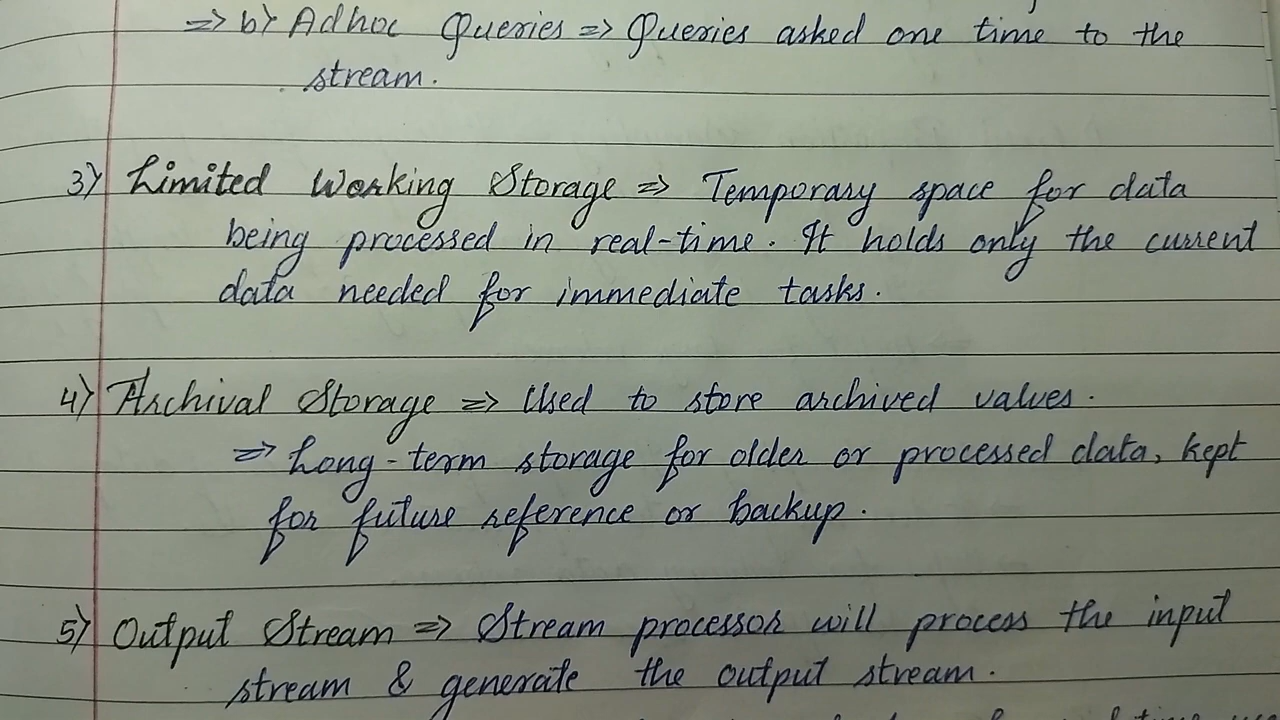 => b) Adhoc Queries => Queries asked one time to the
stream.
3) Limited Working Storage => Temporary space for data
being processed in real-time. It holds only the current
data needed for immediate tasks.
4) Archival Storage => Used to store archived values.
=> Long-term storage for older or processed data, kept
for future reference or backup.
5) Output Stream => Stream processor will process the input
stream & generate the output stream.